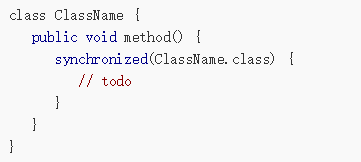 class ClassName {
   public void method() {
      synchronized(ClassName.class) {
         // todo
      }
   }
}